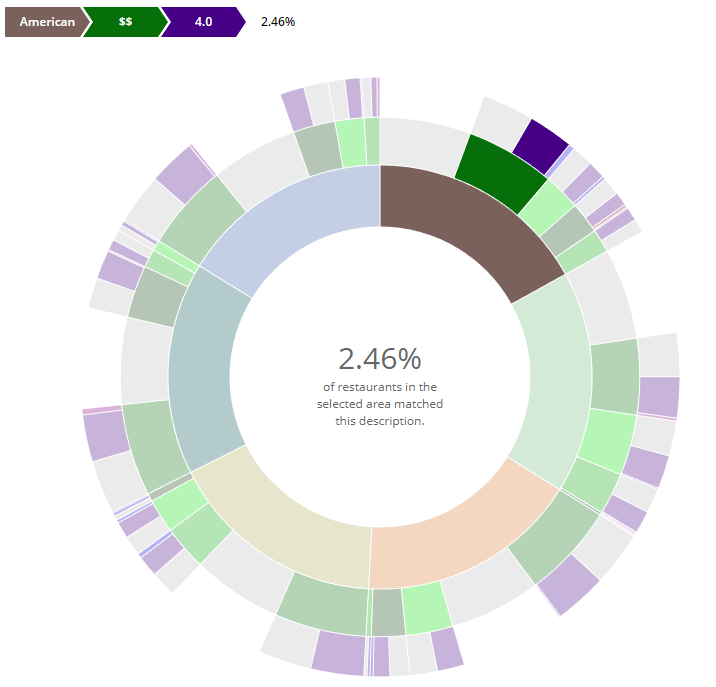 American $$ 4.0 2.46%
2.46%
of restaurants in the
selected area matched
this description.